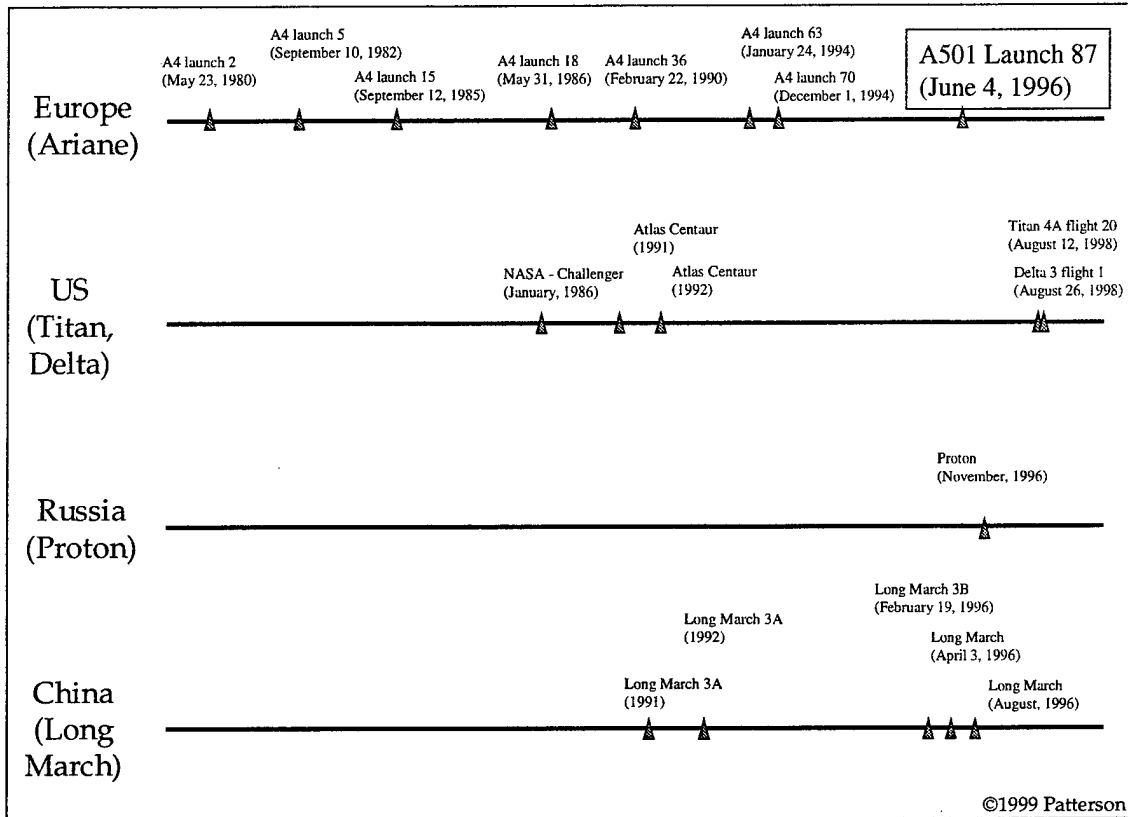 A4 launch 2
(May 23, 1980)
A4 launch 5
(September 10, 1982)
A4 launch 15
(September 12, 1985)
A4 launch 18
(May 31, 1986)
A4 launch 36
(February 22, 1990)
A4 launch 63
(January 24, 1994)
A4 launch 70
(December 1, 1994)
A501 Launch 87
(June 4, 1996)
Europe
(Ariane)
NASA - Challenger
(January, 1986)
Atlas Centaur
(1991)
Atlas Centaur
(1992)
Titan 4A flight 20
(August 12, 1998)
Delta 3 flight 1
(August 26, 1998)
US
(Titan,
Delta)
Proton
(November, 1996)
Russia
(Proton)
Long March 3A
(1991)
Long March 3A
(1992)
Long March 3B
(February 19, 1996)
Long March
(April 3, 1996)
Long March
(August, 1996)
China
(Long
March)
©1999 Patterson